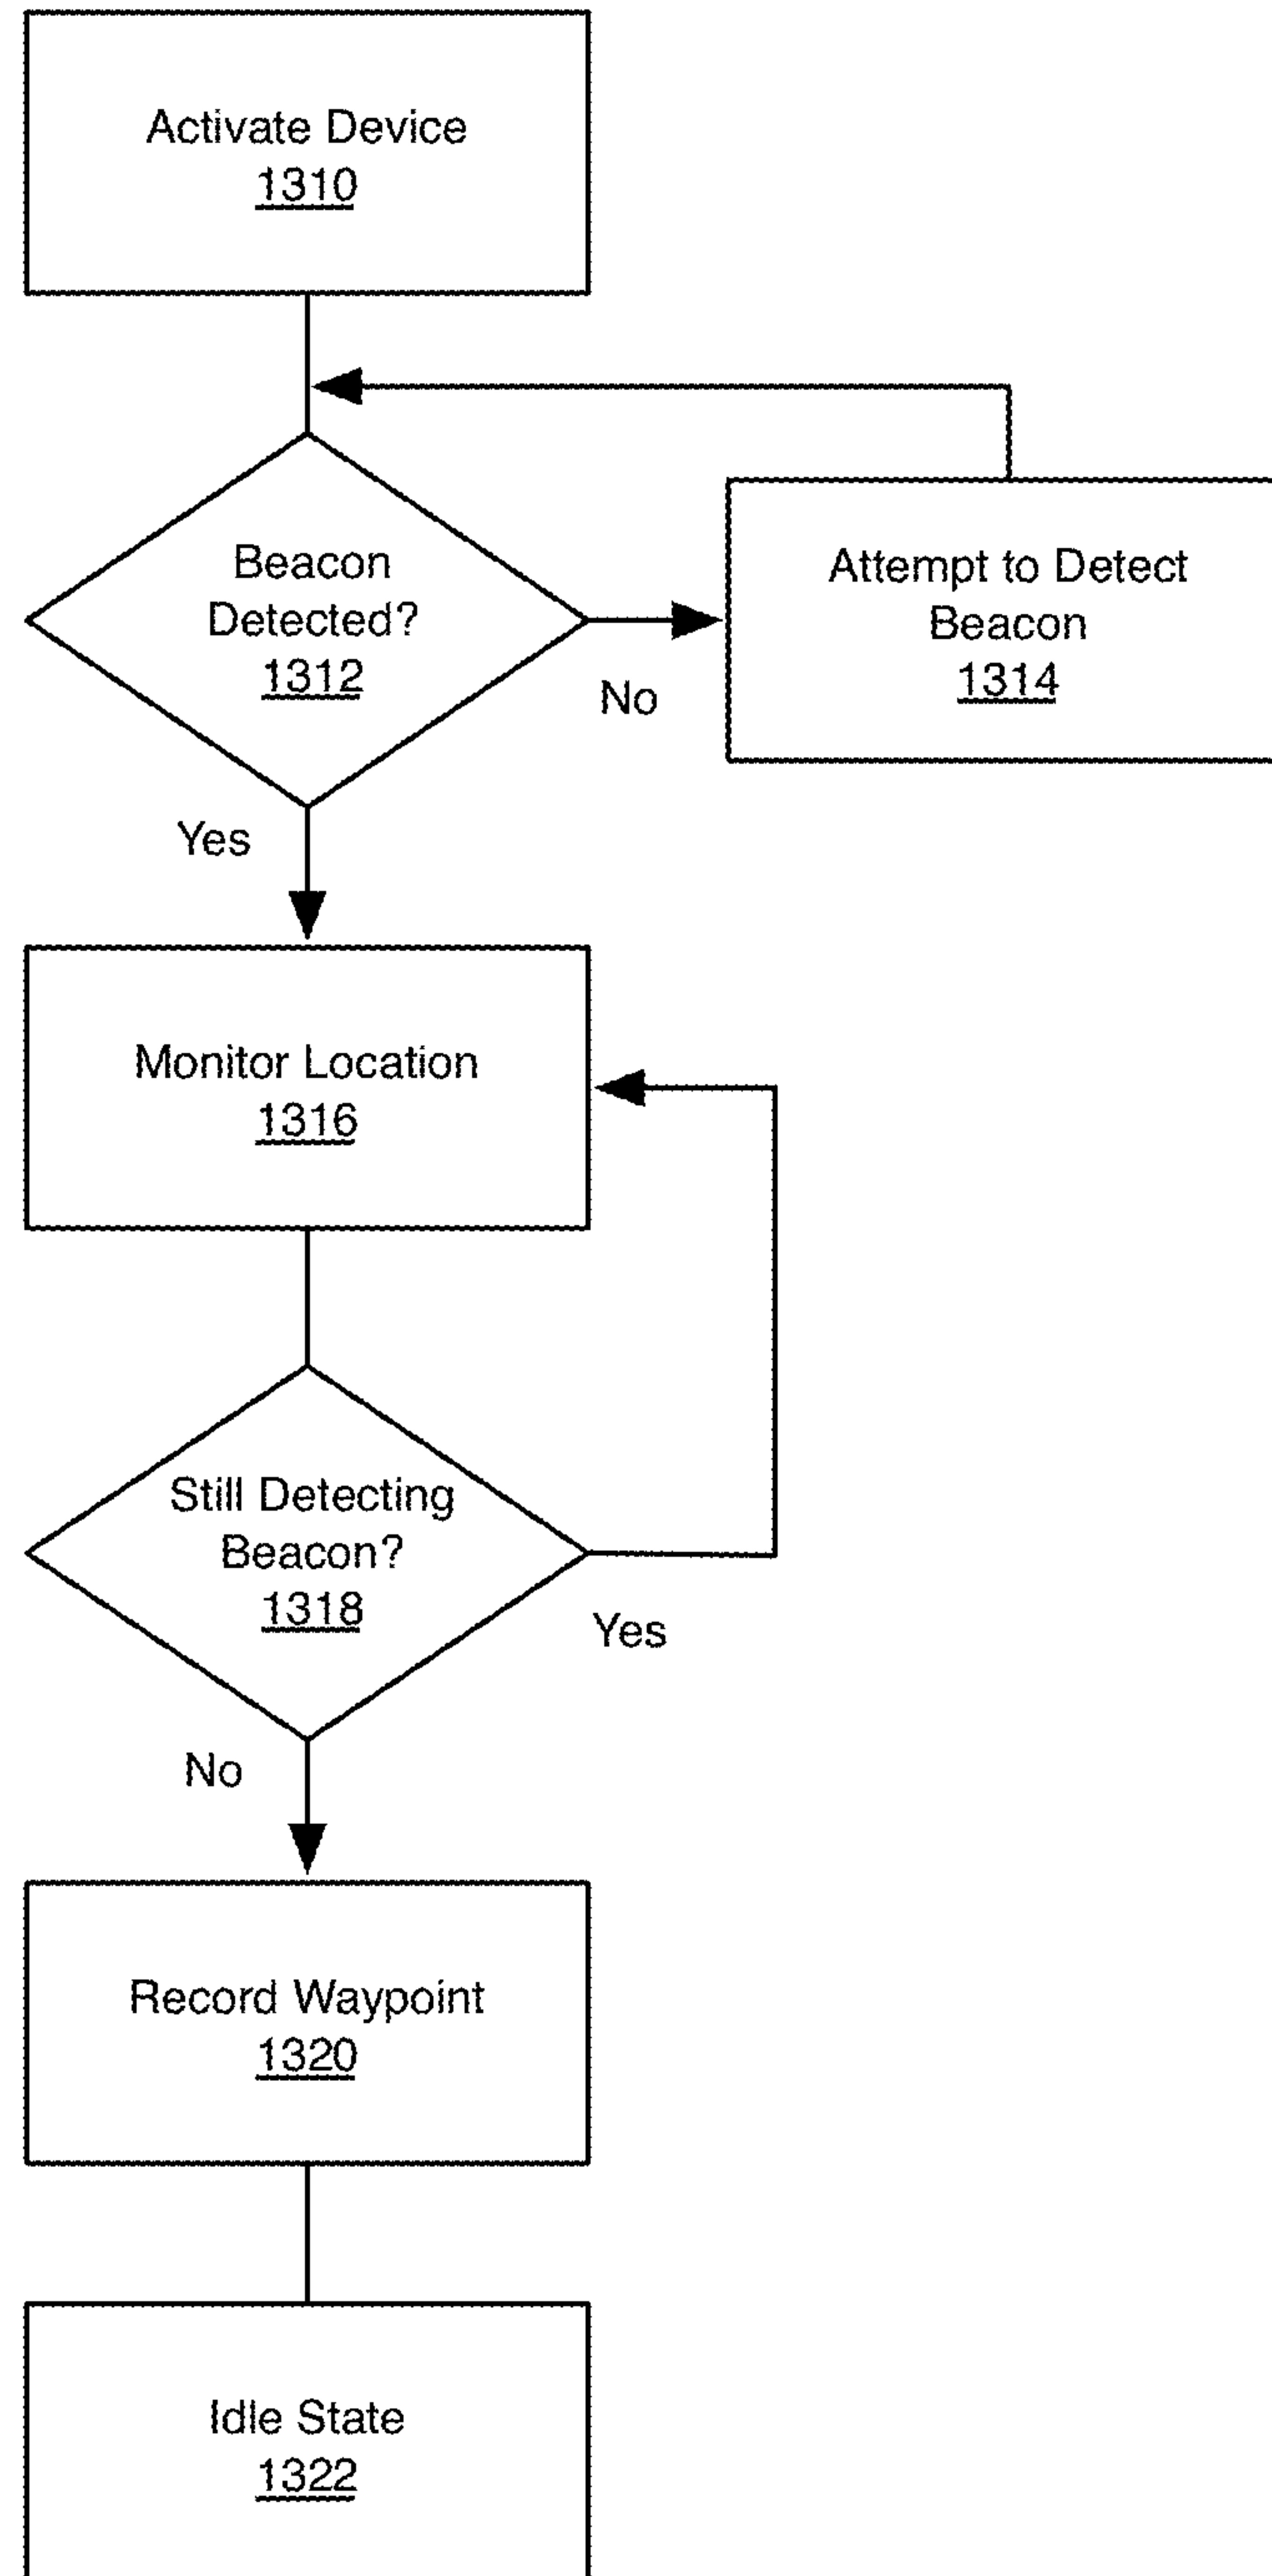 Activate Device
1310
Beacon
Detected?
1312
No
Attempt to Detect
Beacon
1314
Yes
Monitor Location
1316
Still Detecting
Beacon?
1318
Yes
No
Record Waypoint
1320
Idle State
1322